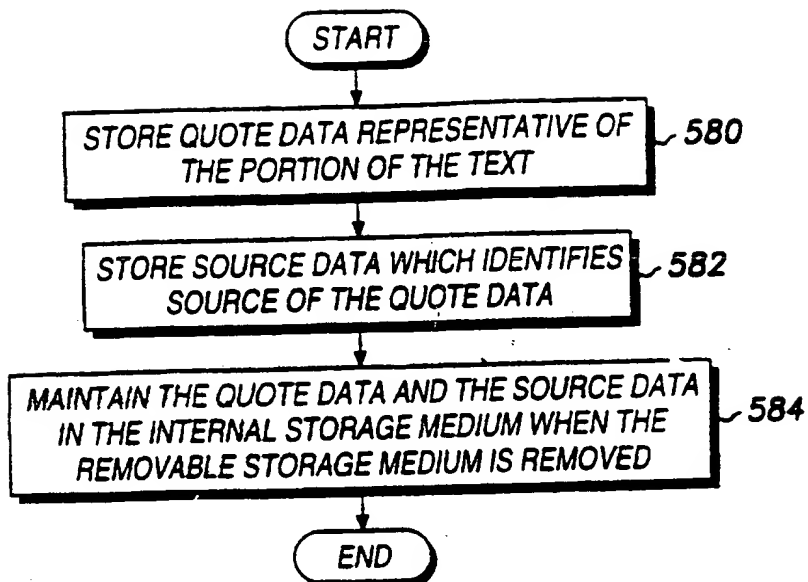 START
STORE QUOTE DATA REPRESENTATIVE OF
THE PORTION OF THE TEXT
580
STORE SOURCE DATA WHICH IDENTIFIES
SOURCE OF THE QUOTE DATA
582
MAINTAIN THE QUOTE DATA AND THE SOURCE DATA
IN THE INTERNAL STORAGE MEDIUM WHEN THE
REMOVABLE STORAGE MEDIUM IS REMOVED
584
END